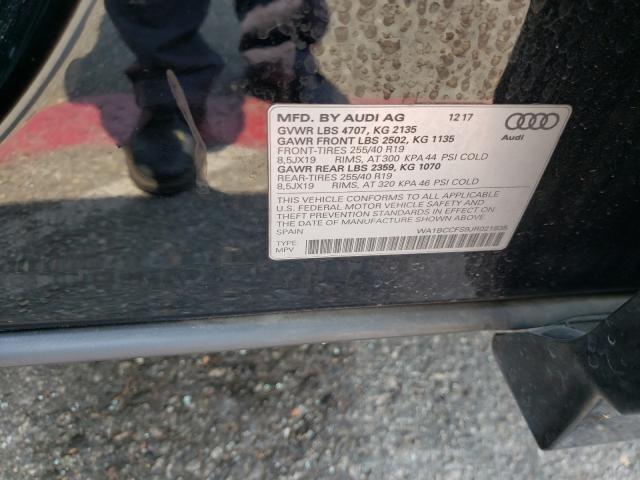 MFD. BY AUDI AG 12 17
GVWR LBS 4707, KG 2135
GAWR FRONT LBS 2502, KG 1135
FRONT-TIRES 255/40 R19
8,5JX19 RIMS, AT 300 KPA 44 PSI COLD
GAWR REAR LBS 2359, KG 1070
REAR-TIRES 255/40 R19
8,5JX19 RIMS, AT 320 KPA 46 PSI COLD
Audi
THIS VEHICLE CONFORMS TO ALL APPLICABLE
U.S. FEDERAL MOTOR VEHICLE SAFETY AND
THEFT PREVENTION STANDARDS IN EFFECT ON
THE DATE OF MANUFACTURE SHOWN ABOVE
SPAIN
TYPE:
MPV